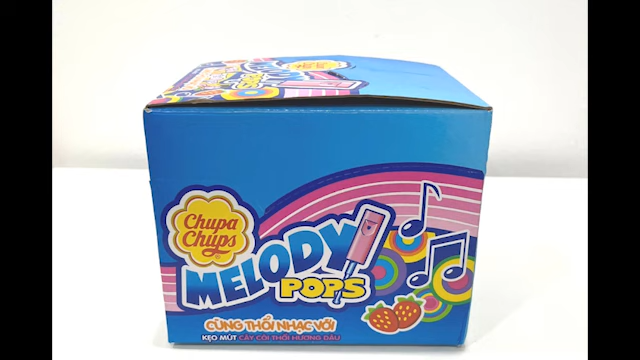 Chupa
Chups
MELODY
POPS
CÙNG THỔI NHẠC VỚI
KẸO MÚT CÂY CÒI THỔI HƯƠNG DÂU